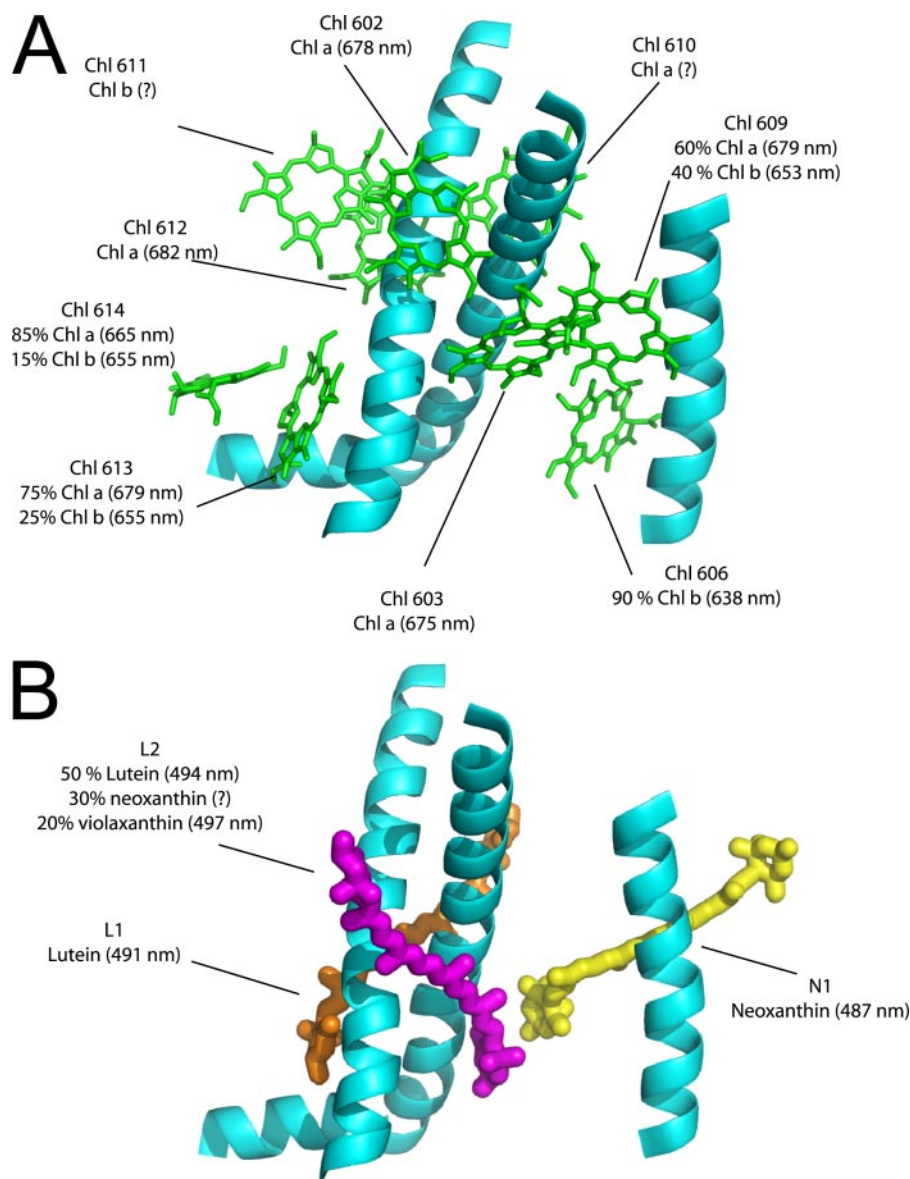 A
Chl 602
Chl a (678 nm)
Chl 610
Chl a (?)
Chl 611
Chl b (?)
Chl 609
60% Chl a (679 nm)
40% Chl b (653 nm)
Chl 612
Chl a (682 nm)
Chl 614
85% Chl a (665 nm)
15% Chl b (655 nm)
Chl 613
75% Chl a (679 nm)
25% Chl b (655 nm)
Chl 603
Chl a (675 nm)
Chl 606
90 % Chl b (638 nm)
B
L2
50 % Lutein (494 nm)
30% neoxanthin (?)
20% violaxanthin (497 nm)
L1
Lutein (491 nm)
N1
Neoxanthin (487 nm)